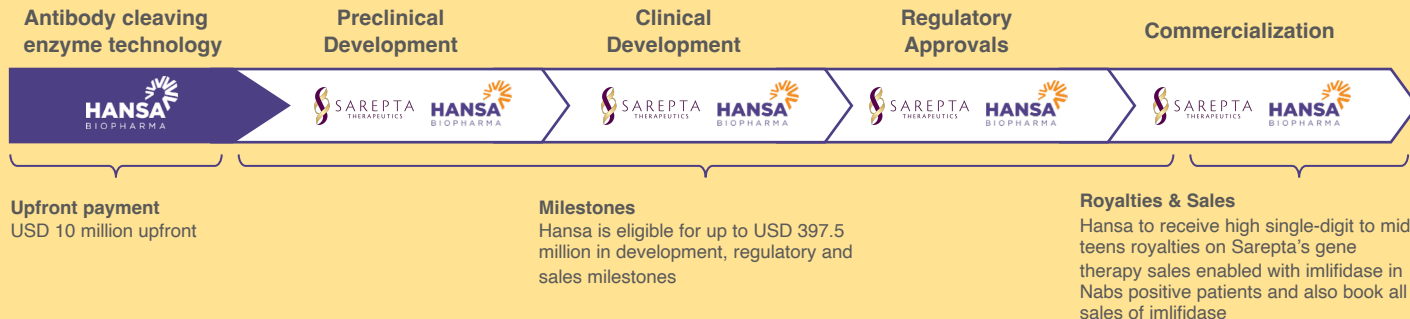 Antibody cleaving
enzyme technology
Preclinical
Development
Clinical
Development
Regulatory
Approvals
Commercialization
HANSA
BIOPHARMA
SAREPTA
THERAPEUTICS
HANSA
BIOPHARMA
SAREPTA
THERAPEUTICS
HANSA
BIOPHARMA
SAREPTA
THERAPEUTICS
HANSA
BIOPHARMA
SAREPTA
THERAPEUTICS
HANSA
BIOPHARMA
Upfront payment
USD 10 million upfront
Milestones
Hansa is eligible for up to USD 397.5
million in development, regulatory and
sales milestones
Royalties & Sales
Hansa to receive high single-digit to mid
teens royalties on Sarepta’s gene
therapy sales enabled with imlifidase in
Nabs positive patients and also book all
sales of imlifidase